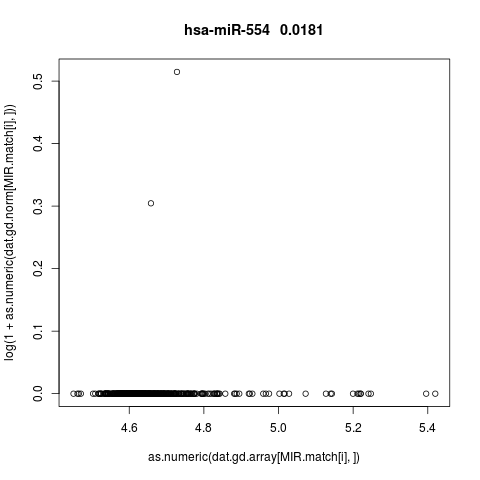 hsa-miR-554 0.0181
log(1 + as.numeric(dat.gd.norm[MIR.match[i], ]))
0.5
0.4
0.3
0.2
0.1
0.0
4.6 4.8 5.0 5.2 5.4
as.numeric(dat.gd.array[MIR.match[i], ])